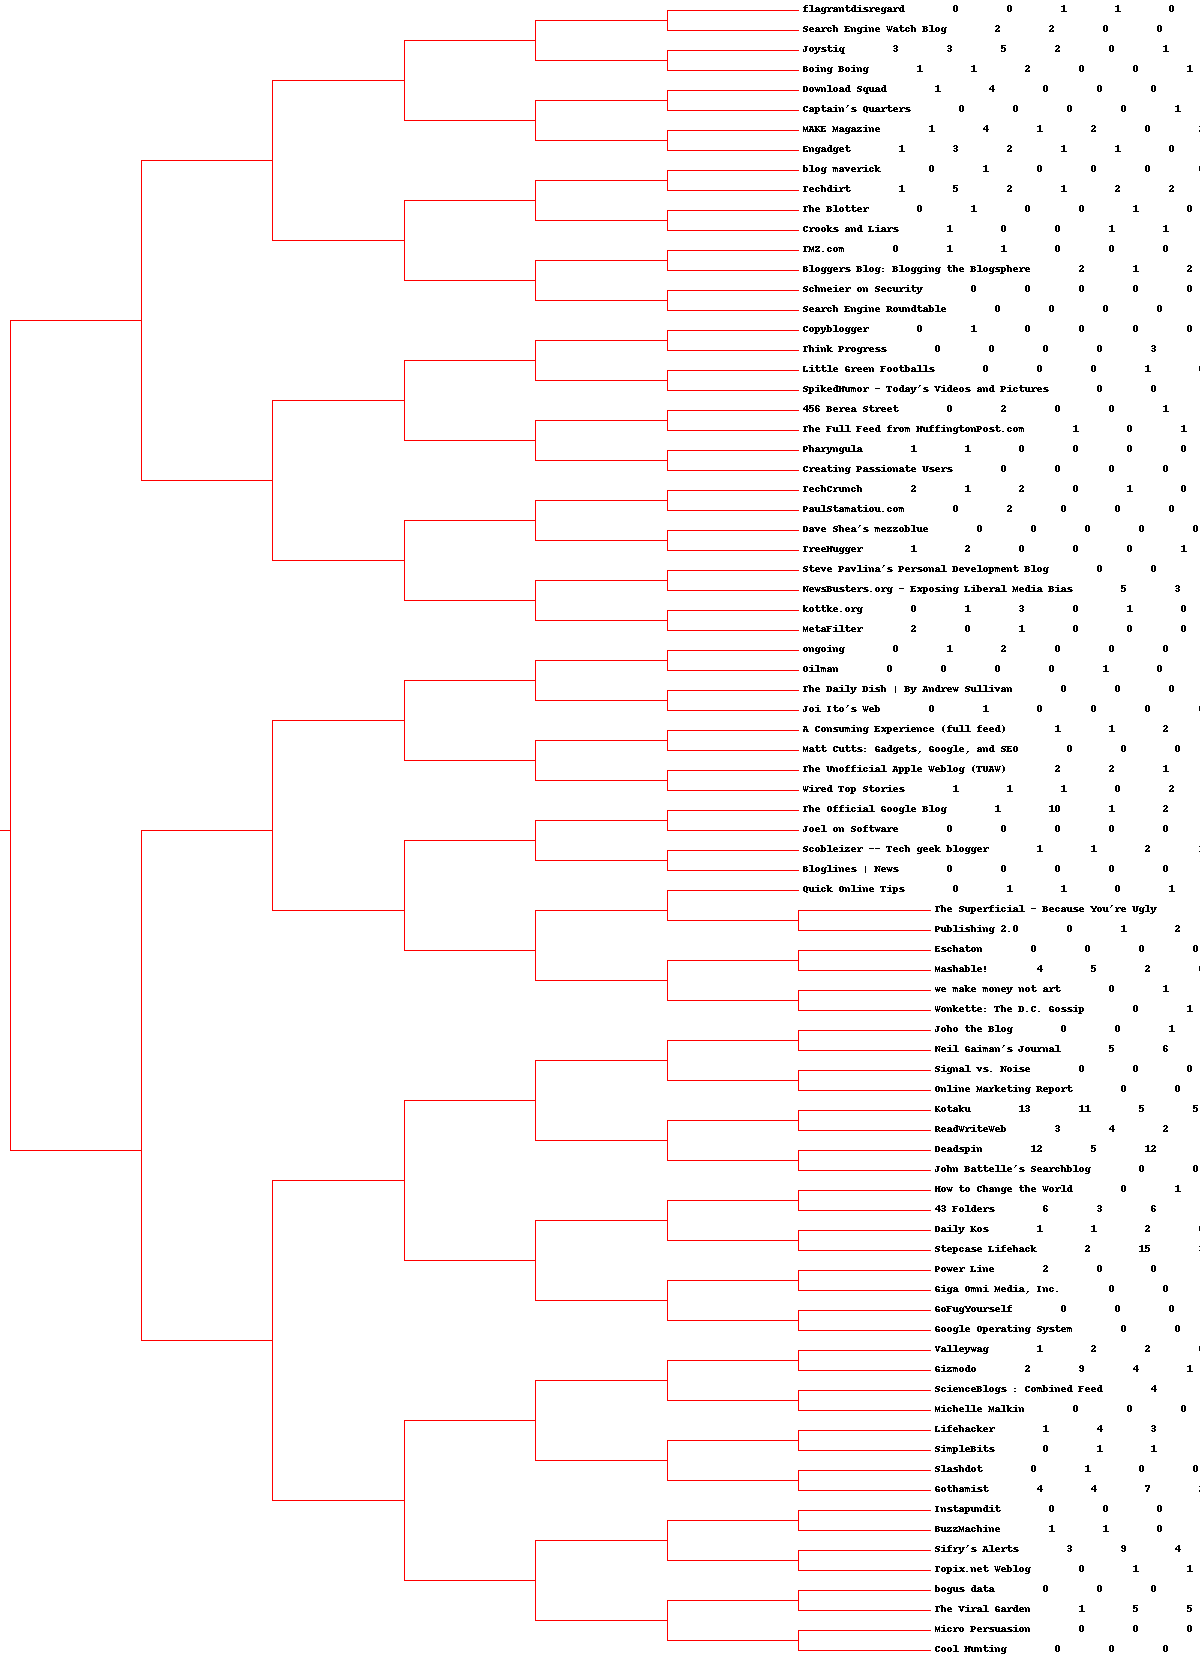 flagrantdisregard 0 0 1 1 0
Search Engine Watch Blog 2 2 0 0
Joystiq 3 3 5 2 0 1
Boing Boing 1 1 2 0 0 1
Download Squad 1 4 0 0 0
Captain's Quarters 0 0 0 0 1
MAKE Magazine 1 4 1 2 0
Engadget 1 3 2 1 1 0
blog maverick 0 1 0 0 0
Techdirt 1 5 2 1 2 2
The Blotter 0 1 0 0 1 0
Crooks and Liars 1 0 0 1 1
TMZ.com 0 1 1 0 0 0
Bloggers Blog: Blogging the Blogsphere 2 1 2
Schneier on Security 0 0 0 0 0
Search Engine Roundtable 0 0 0 0
Copyblogger 0 1 0 0 0 0
Think Progress 0 0 0 0 3
Little Green Footballs 0 0 0 1
SpikedHumor - Today's Videos and Pictures 0 0
456 Berea Street 0 2 0 0 1
The Full Feed from HuffingtonPost.com 1 0 1
Pharyngula 1 1 0 0 0 0
Creating Passionate Users 0 0 0 0
TechCrunch 2 1 2 0 1 0
PaulStamatiou.com 0 2 0 0 0
Dave Shea's mezzoblue 0 0 0 0 0
TreeHugger 1 2 0 0 0 1
Steve Pavlina's Personal Development Blog 0 0
NewsBusters.org - Exposing Liberal Media Bias 5 3
kottke.org 0 1 3 0 1 0
MetaFilter 2 0 1 0 0 0
ongoing 0 1 2 0 0 0
Oilman 0 0 0 0 1 0
The Daily Dish | By Andrew Sullivan 0 0 0
Joi Ito's Web 0 1 0 0 0
A Consuming Experience (full feed) 1 1 2
Matt Cutts: Gadgets, Google, and SEO 0 0 0
The Unofficial Apple Weblog (TUAW) 2 2 1
Wired Top Stories 1 1 1 0 2
The Official Google Blog 1 10 1 2
Joel on Software 0 0 0 0 0
Scobleizer -- Tech geek blogger 1 1 2
Bloglines | News 0 0 0 0 0
Quick Online Tips 0 1 1 0 1
The Superficial - Because You're Ugly
Publishing 2.0 0 1 2
Eschaton 0 0 0 0
Mashable! 4 5 2
we make money not art 0 1
Wonkette: The D.C. Gossip 0 1
Joho the Blog 0 0 1
Neil Gaiman's Journal 5 6
Signal vs. Noise 0 0 0
Online Marketing Report 0 0
Kotaku 13 11 5 5
ReadWriteWeb 3 4 2
Deadspin 12 5 12
John Battelle's Searchblog 0 0
How to Change the World 0 1
43 Folders 6 3 6
Daily Kos 1 1 2
Stepcase Lifehack 2 15
Power Line 2 0 0
Giga Omni Media, Inc. 0 0
GoFugYourself 0 0 0
Google Operating System 0 0
Valleywag 1 2 2
Gizmodo 2 9 4 1
ScienceBlogs : Combined Feed 4
Michelle Malkin 0 0 0
Lifehacker 1 4 3
SimpleBits 0 1 1
Slashdot 0 1 0 0
Gothamist 4 4 7
Instapundit 0 0 0
BuzzMachine 1 1 0
Sifry's Alerts 3 9 4
Topix.net Weblog 0 1 1
bogus data 0 0 0
The Viral Garden 1 5 5
Micro Persuasion 0 0 0
Cool Hunting 0 0 0